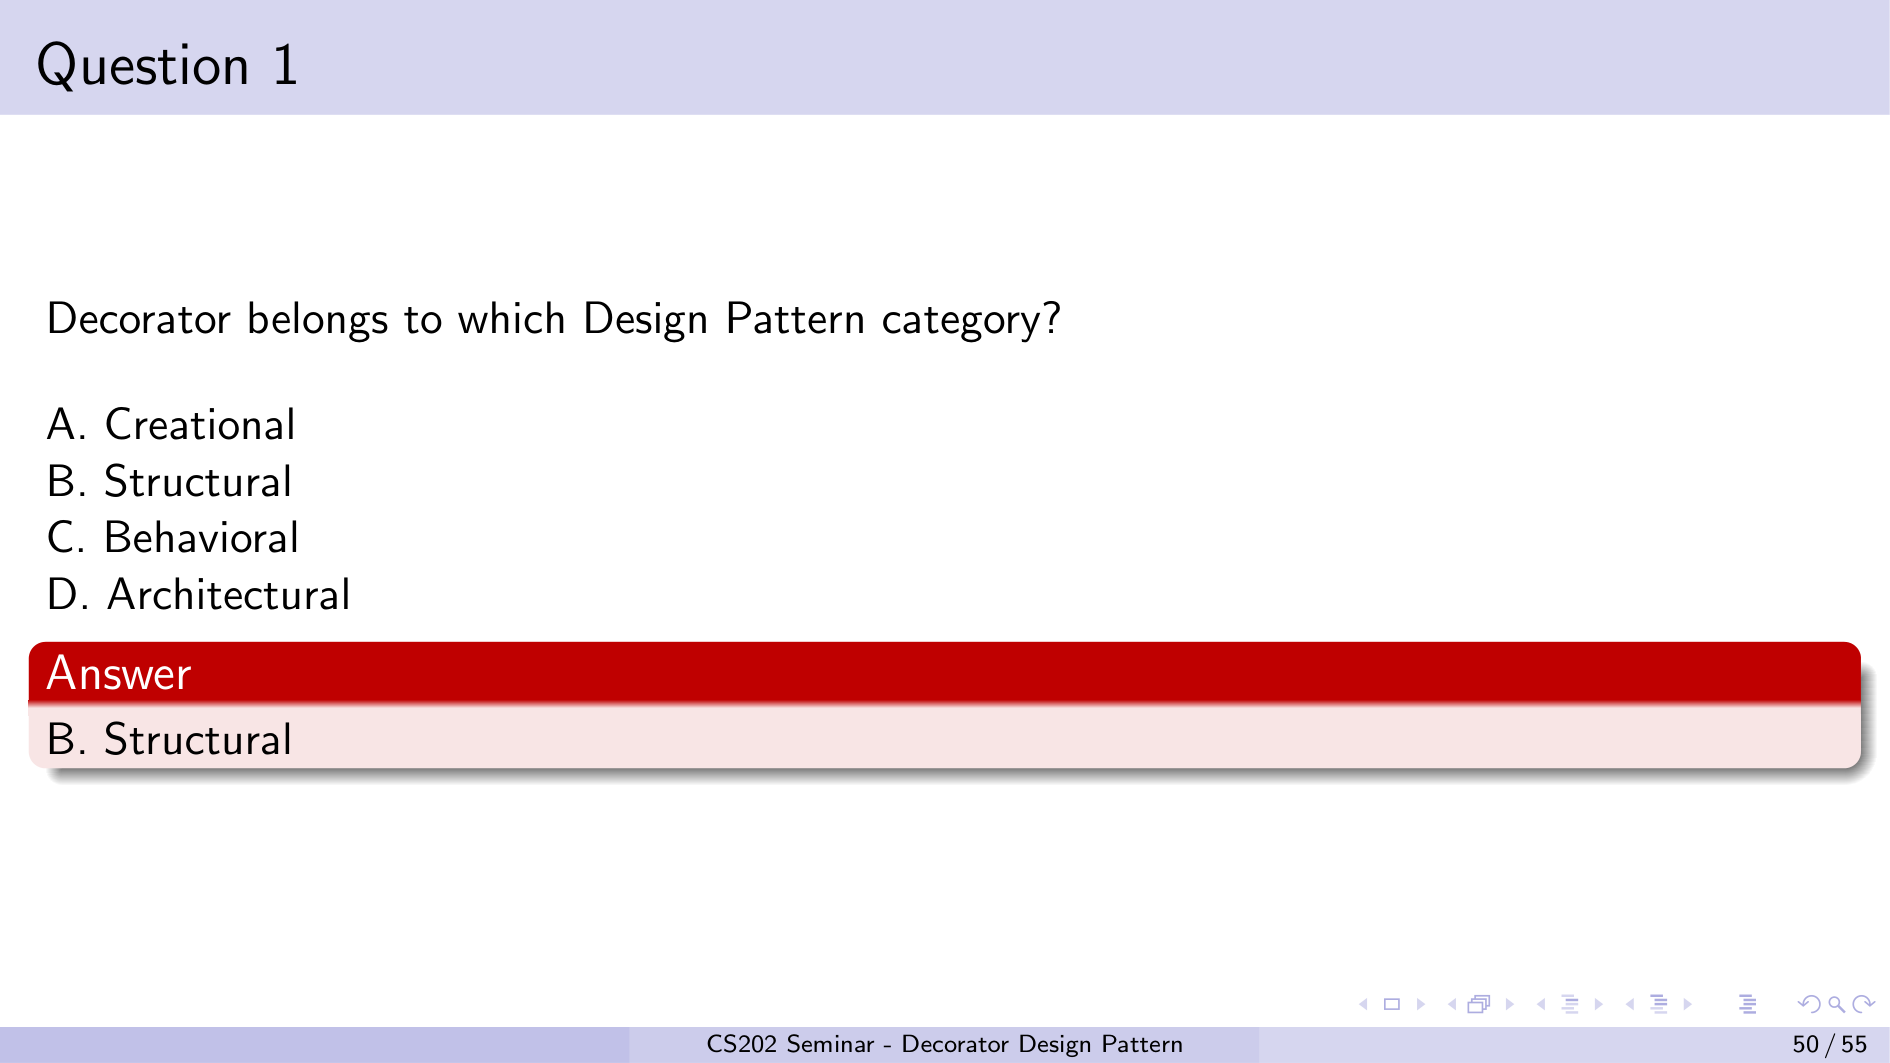 Question 1
Decorator belongs to which Design Pattern category?
A. Creational
B. Structural
C. Behavioral
D. Architectural
Answer
B. Structural
CS202 Seminar - Decorator Design Pattern
50 / 55